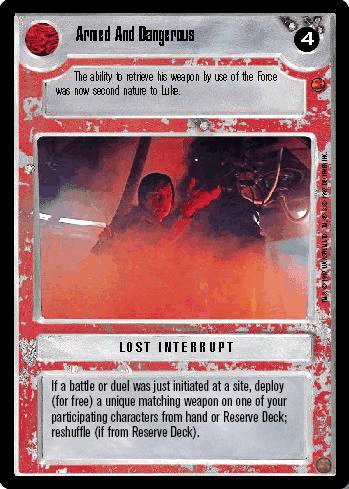 Armed And Dangerous
4
The ability to retrieve his weapon by use of the Force
was now second nature to Luke.
LOST INTERRUPT
If a battle or duel was just initiated at a site, deploy
(for free) a unique matching weapon on one of your
participating characters from hand or Reserve Deck;
reshuffle (if from Reserve Deck).